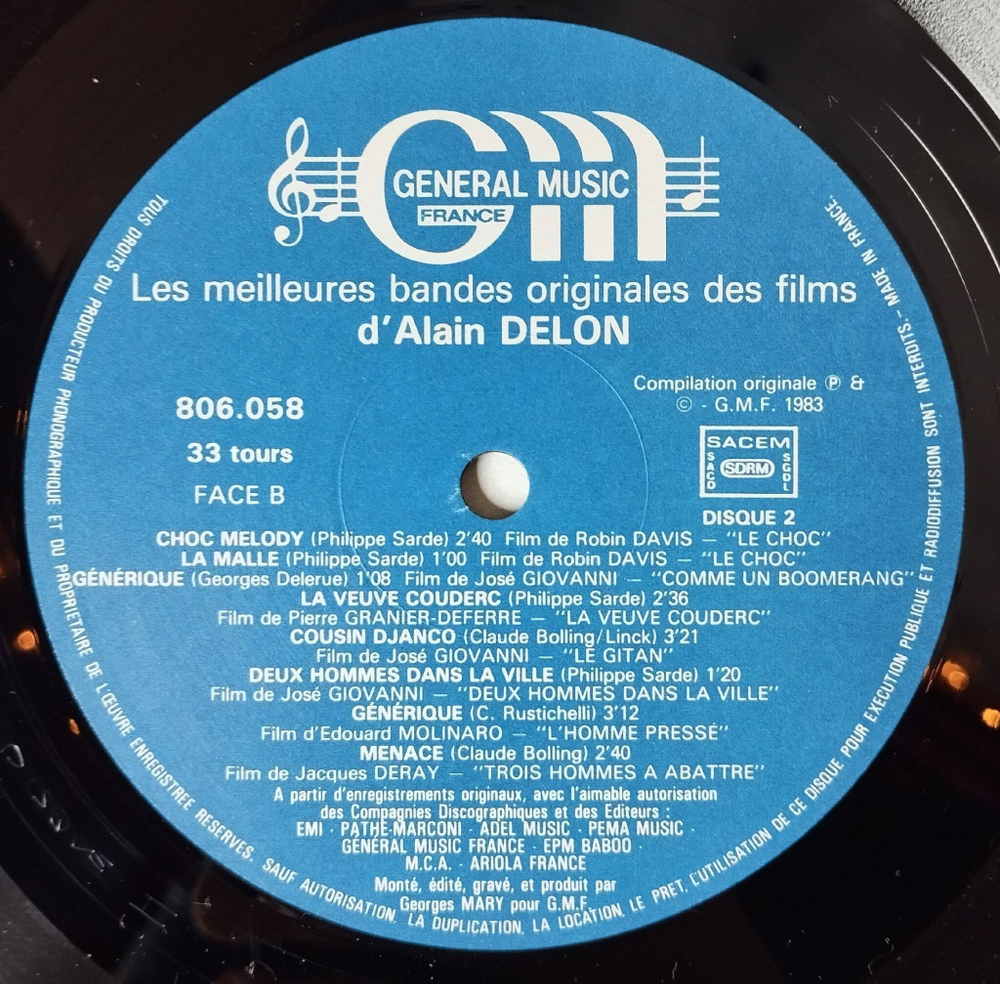 GENERAL MUSIC
FRANCE
Les meilleures bandes originales des films
d'Alain DELON
806.058
33 tours
FACE B
Compilation originale ℗ &
© - G.M.F. 1983
SACEM
SACD
SDRM
SGDL
DISQUE 2
CHOC MELODY (Philippe Sarde) 2'40 Film de Robin DAVIS — "LE CHOC"
LA MALLE (Philippe Sarde) 1'00 Film de Robin DAVIS — "LE CHOC"
GÉNÉRIQUE (Georges Delerue) 1'08 Film de José GIOVANNI — "COMME UN BOOMERANG"
LA VEUVE COUDERC (Philippe Sarde) 2'36
Film de Pierre GRANIER-DEFERRE — "LA VEUVE COUDERC"
COUSIN DJANCO (Claude Bolling/Linck) 3'21
Film de José GIOVANNI — "LE GITAN"
DEUX HOMMES DANS LA VILLE (Philippe Sarde) 1'20
Film de José GIOVANNI — "DEUX HOMMES DANS LA VILLE"
GÉNÉRIQUE (C. Rustichelli) 3'12
Film d'Edouard MOLINARO — "L'HOMME PRESSÉ"
MENACE (Claude Bolling) 2'40
Film de Jacques DERAY — "TROIS HOMMES A ABATTRE"
A partir d'enregistrements originaux, avec l'aimable autorisation
des Compagnies Discographiques et des Editeurs :
EMI · PATHÉ-MARCONI · ADEL MUSIC · PEMA MUSIC ·
GÉNÉRAL MUSIC FRANCE · EPM BABOO ·
M.C.A. · ARIOLA FRANCE
Monté, édité, gravé, et produit par
Georges MARY pour G.M.F.
TOUS DROITS DU PRODUCTEUR PHONOGRAPHIQUE ET DU PROPRIETAIRE DE L'ŒUVRE ENREGISTREE RESERVES. SAUF AUTORISATION, LA DUPLICATION, LA LOCATION, LE PRET, L'UTILISATION DE CE DISQUE POUR EXECUTION PUBLIQUE ET RADIODIFFUSION SONT INTERDITS. - MADE IN FRANCE.